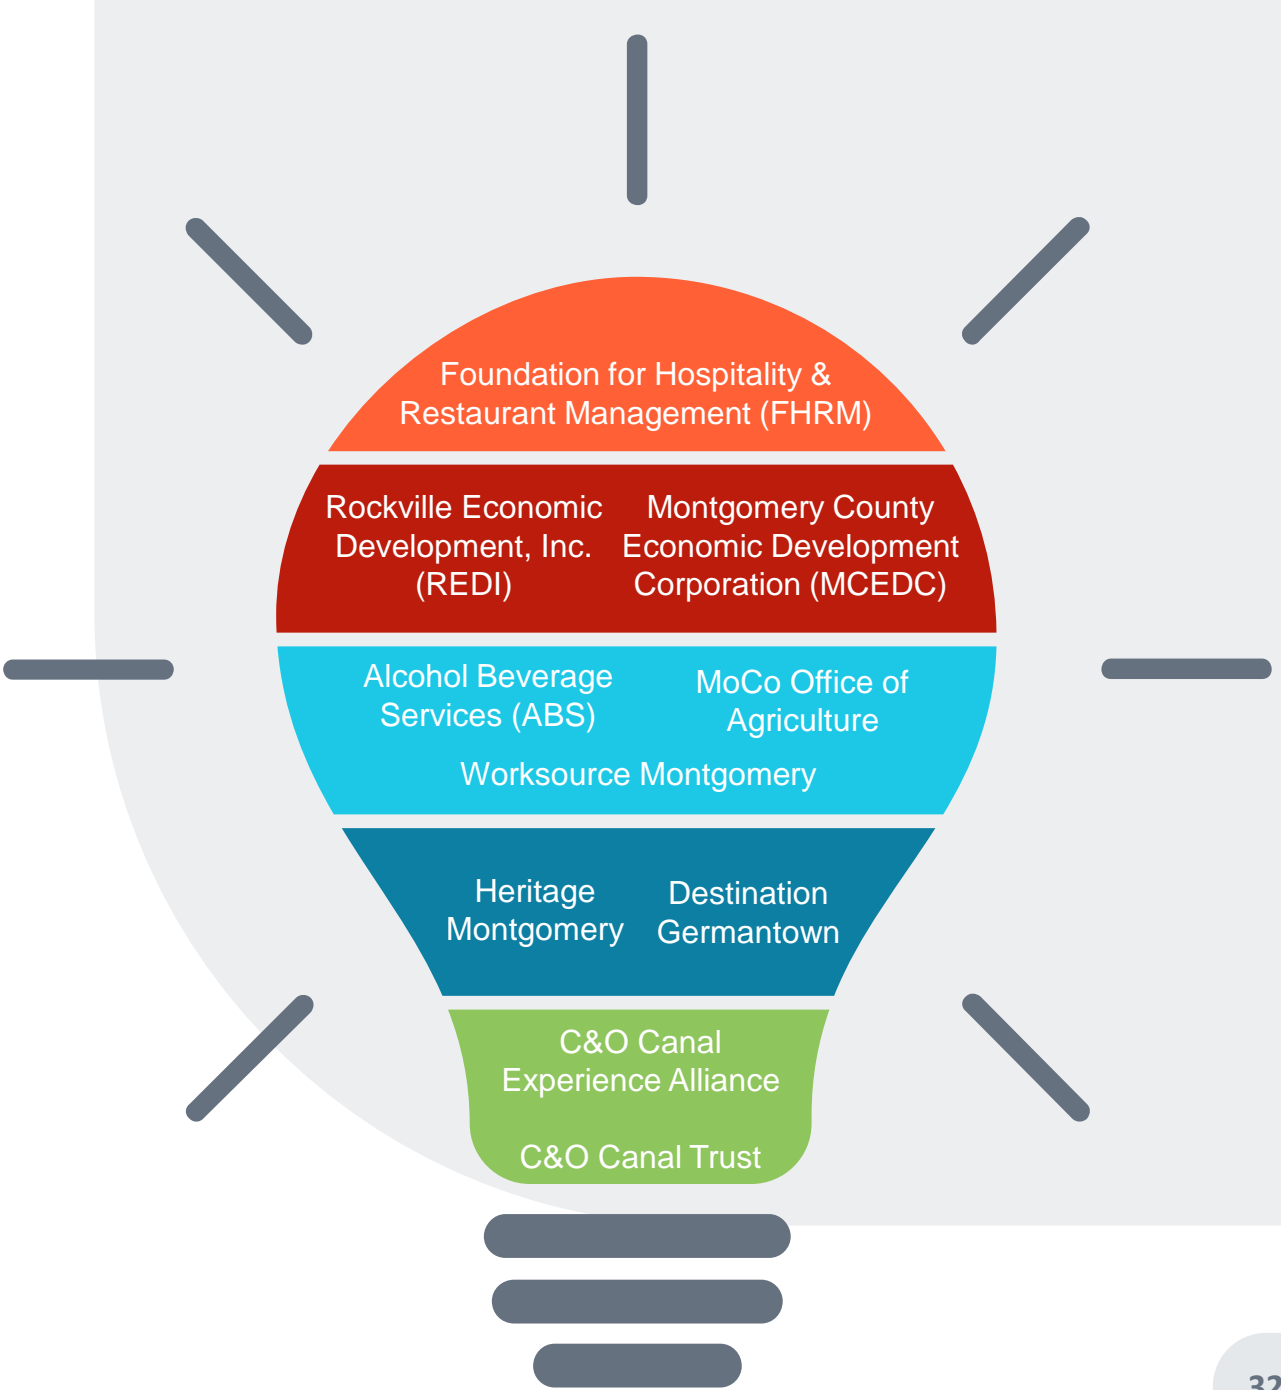 Foundation for Hospitality &
Restaurant Management (FHRM)
Rockville Economic
Development, Inc.
(REDI)
Montgomery County
Economic Development
Corporation (MCEDC)
Alcohol Beverage
Services (ABS)
MoCo Office of
Agriculture
Worksource Montgomery
Heritage
Montgomery
Destination
Germantown
C&O Canal
Experience Alliance
C&O Canal Trust
32